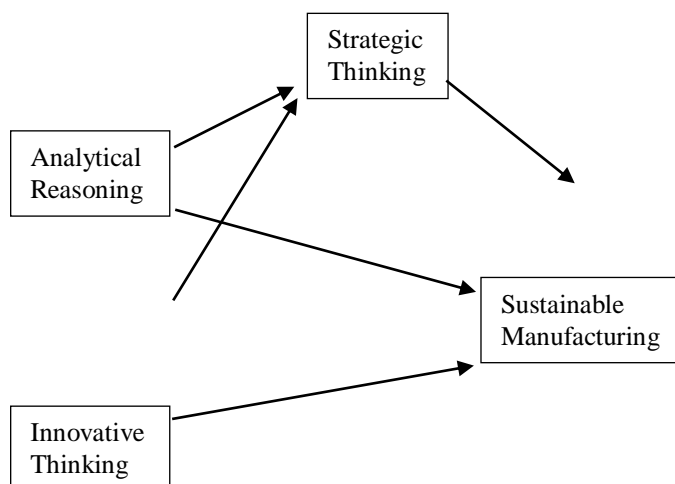 Strategic
Thinking
Analytical
Reasoning
Sustainable
Manufacturing
Innovative
Thinking